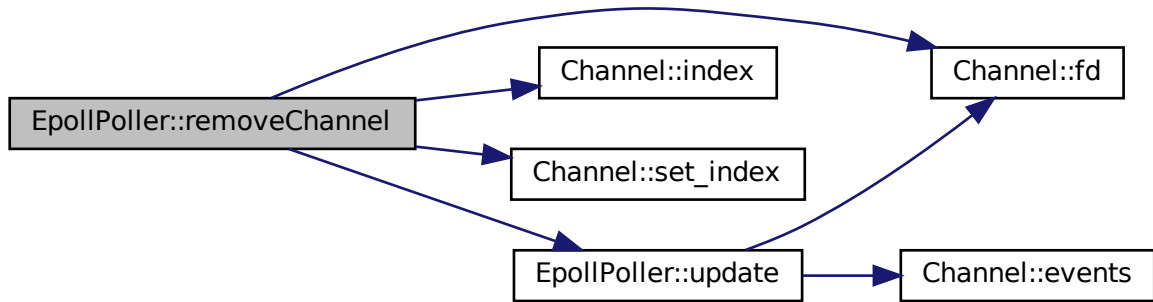 EpollPoller::removeChannel
Channel::index
Channel::fd
Channel::set_index
EpollPoller::update
Channel::events